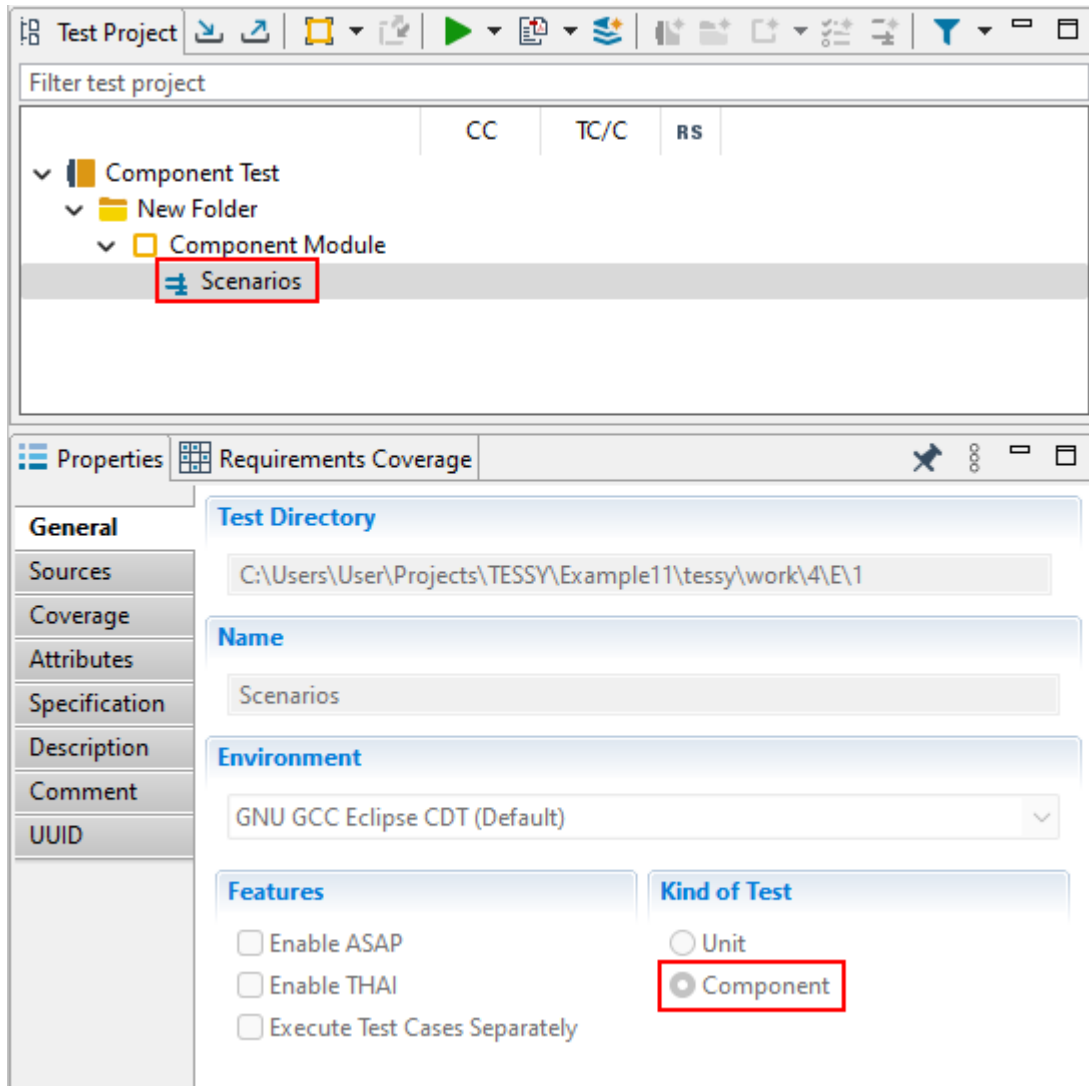 Test Project
Filter test project
CC TC/C RS
Component Test
New Folder
Component Module
Scenarios
Properties Requirements Coverage
General
Sources
Coverage
Attributes
Specification
Description
Comment
UUID
Test Directory
C:\Users\User\Projects\TESSY\Example11\tessy\work\4\E\1
Name
Scenarios
Environment
GNU GCC Eclipse CDT (Default)
Features
Enable ASAP
Enable THAI
Execute Test Cases Separately
Kind of Test
Unit
Component